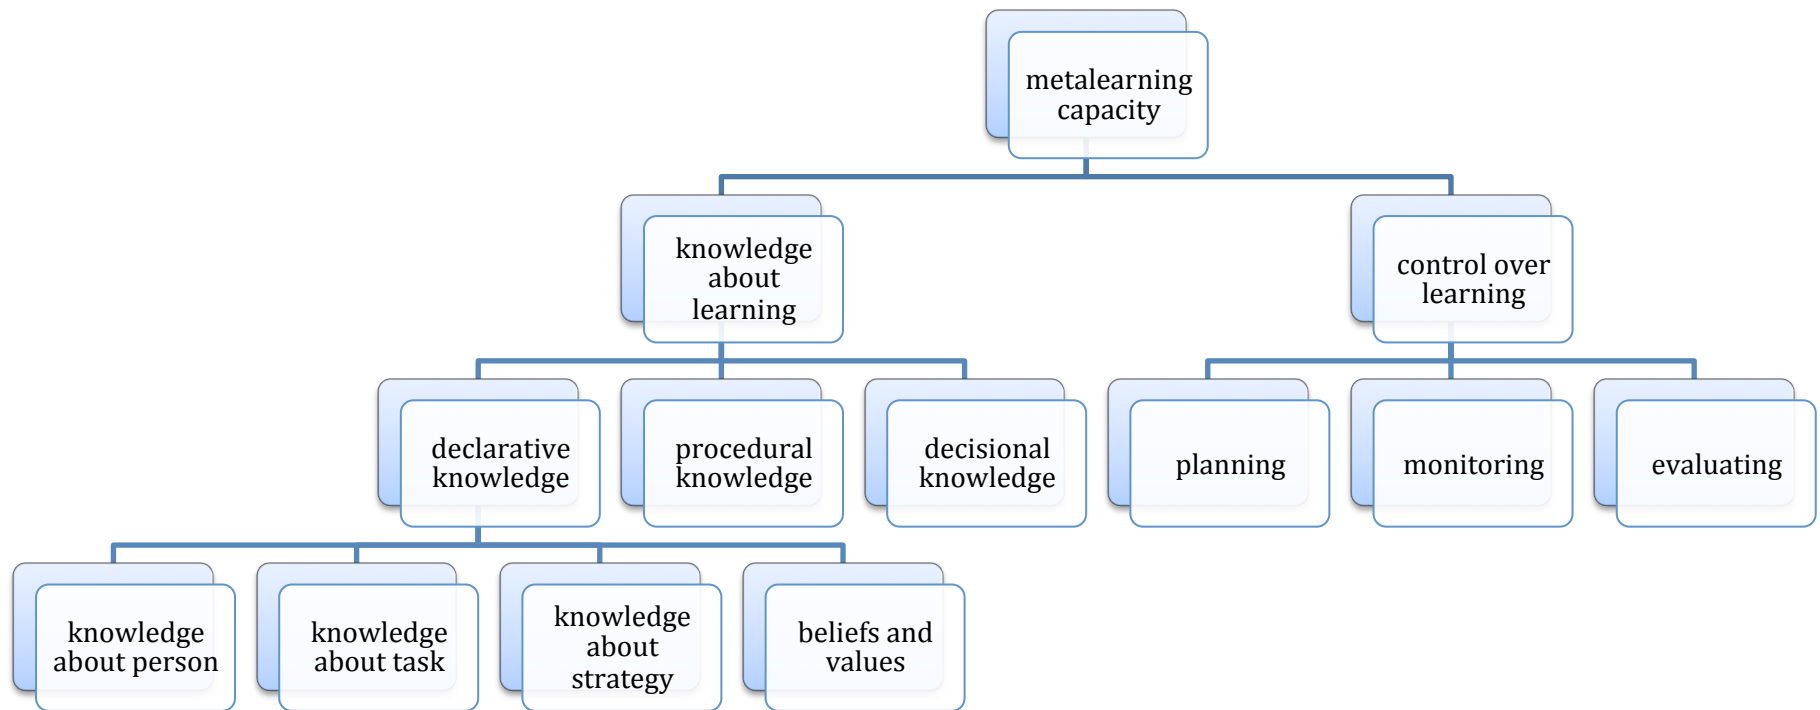 metalearning
capacity
knowledge
about
learning
control over
learning
declarative
knowledge
procedural
knowledge
decisional
knowledge
planning
monitoring
evaluating
knowledge
about person
knowledge
about task
knowledge
about
strategy
beliefs and
values